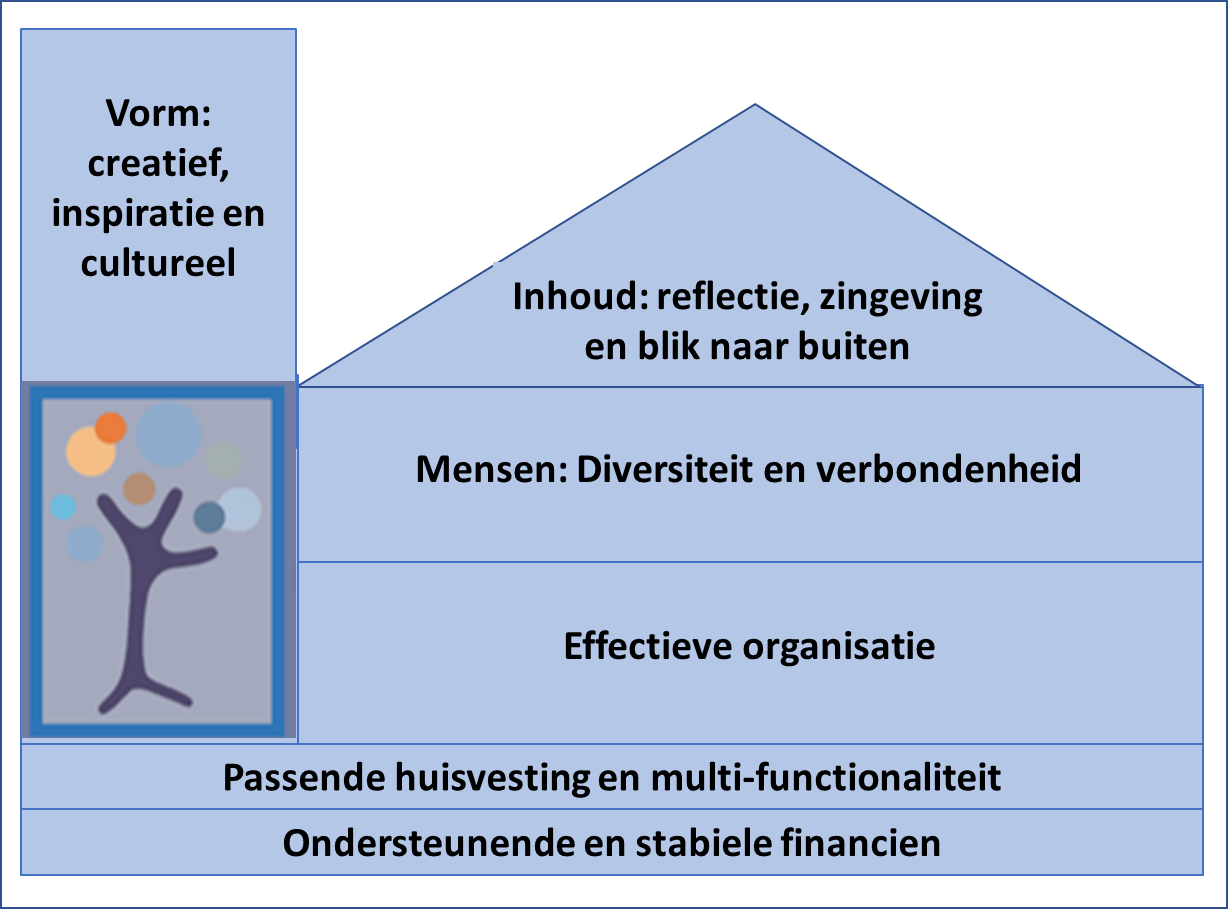 Vorm:
creatief,
inspiratie en
cultureel
Inhoud: reflectie, zingeving
en blik naar buiten
Mensen: Diversiteit en verbondenheid
Effectieve organisatie
Passende huisvesting en multi-functionaliteit
Ondersteunende en stabiele financien